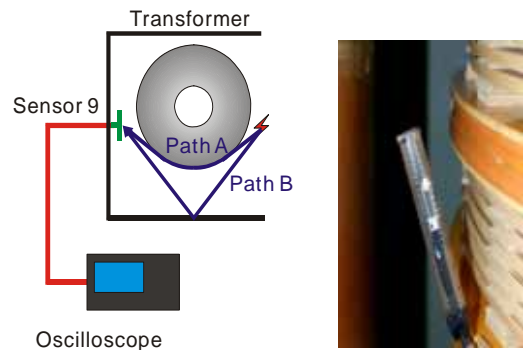 Transformer
Sensor 9
Path A
Path B
Oscilloscope